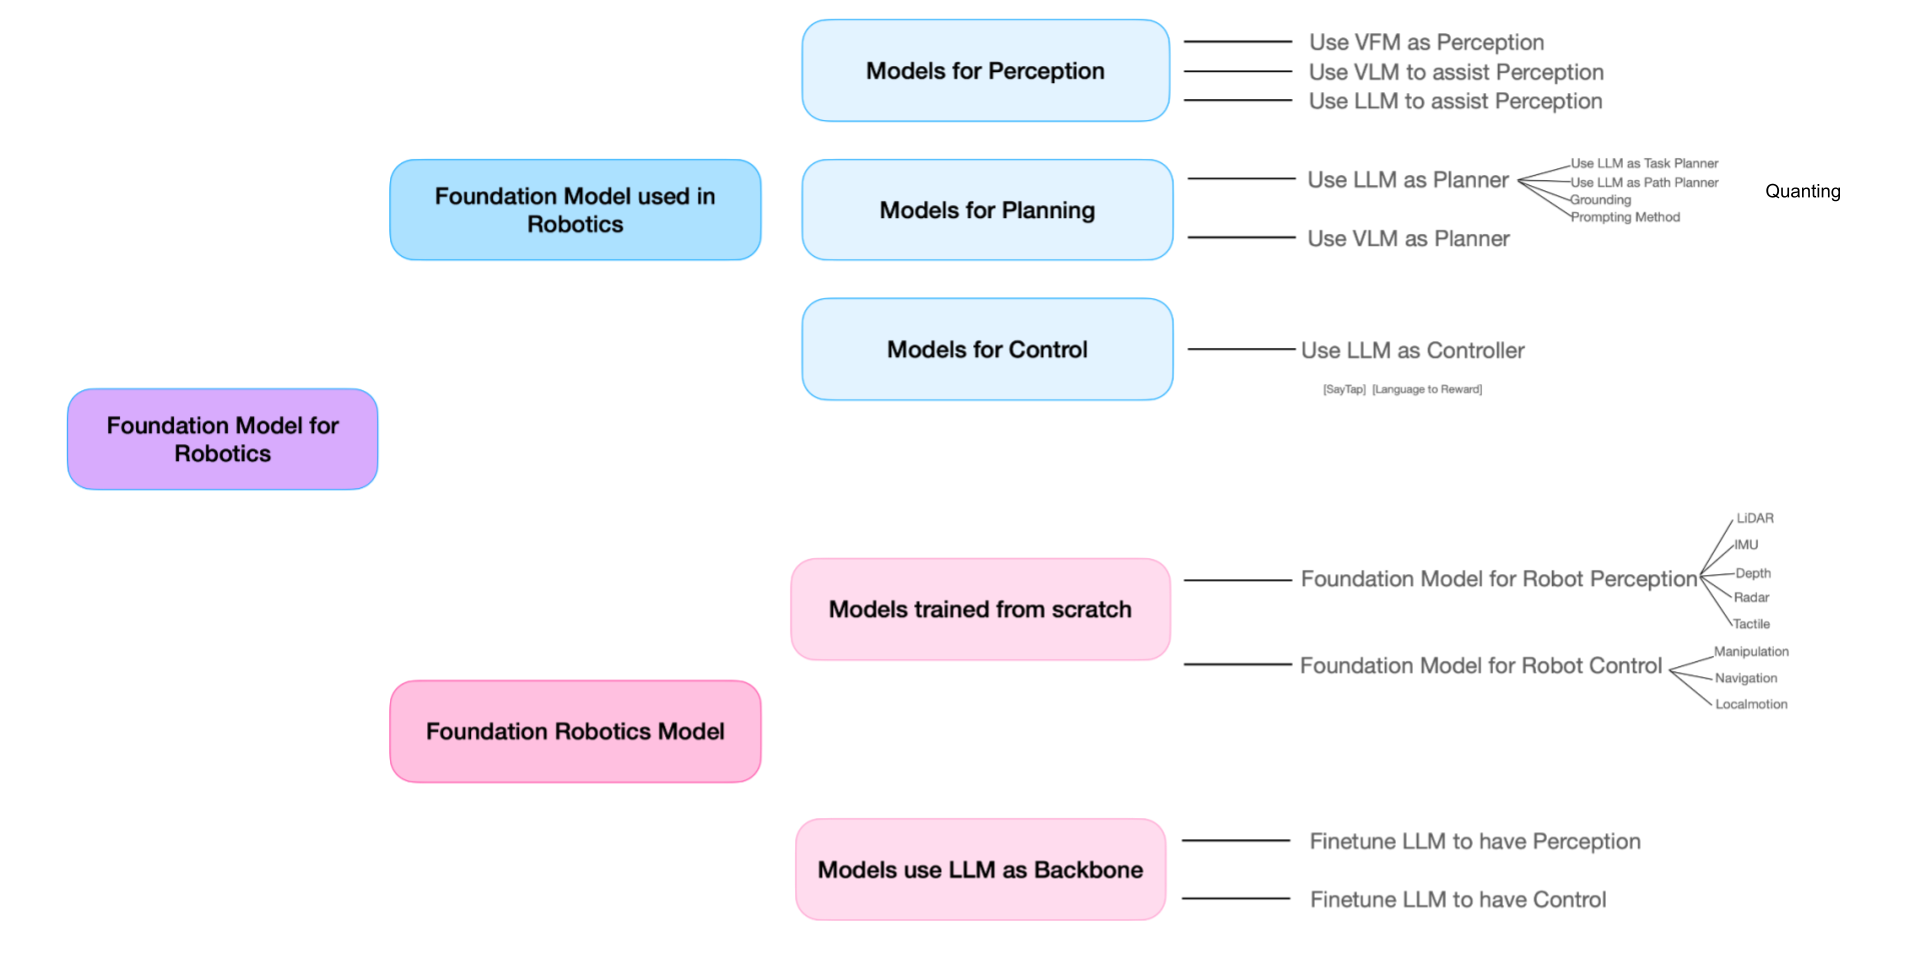 Models for Perception
Use VFM as Perception
Use VLM to assist Perception
Use LLM to assist Perception
Foundation Model used in
Robotics
Models for Planning
Use LLM as Planner
Use LLM as Task Planner
Use LLM as Path Planner
Grounding
Prompting Method
Quanting
Use VLM as Planner
Models for Control
Use LLM as Controller
[SayTap] [Language to Reward]
Foundation Model for
Robotics
Models trained from scratch
Foundation Model for Robot Perception
LiDAR
IMU
Depth
Radar
Tactile
Foundation Model for Robot Control
Manipulation
Navigation
Localmotion
Foundation Robotics Model
Models use LLM as Backbone
Finetune LLM to have Perception
Finetune LLM to have Control